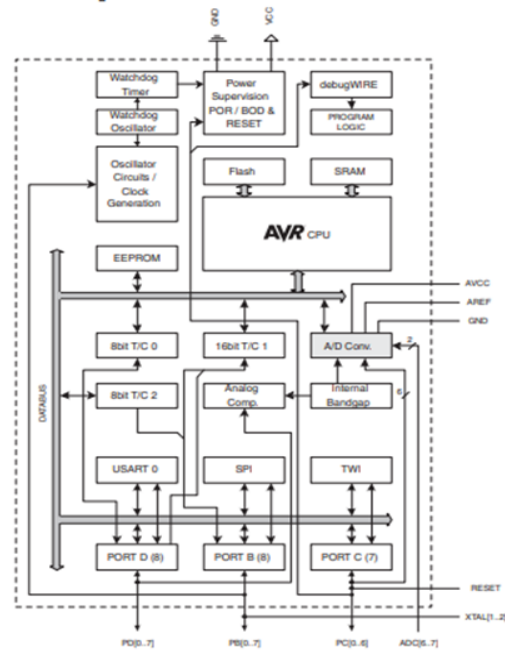 GND
VCC
Watchdog
Timer
Power
Supervision
POR / BOD &
RESET
debugWIRE
Watchdog
Oscillator
PROGRAM
LOGIC
Oscillator
Circuits /
Clock
Generation
Flash
SRAM
AVR CPU
EEPROM
AVCC
AREF
GND
8bit T/C 0
16bit T/C 1
A/D Conv.
2
DATABUS
8bit T/C 2
Analog
Comp.
Internal
Bandgap
6
USART 0
SPI
TWI
PORT D (8)
PORT B (8)
PORT C (7)
RESET
XTAL[1..2]
PD[0..7]
PB[0..7]
PC[0..6]
ADC[6..7]